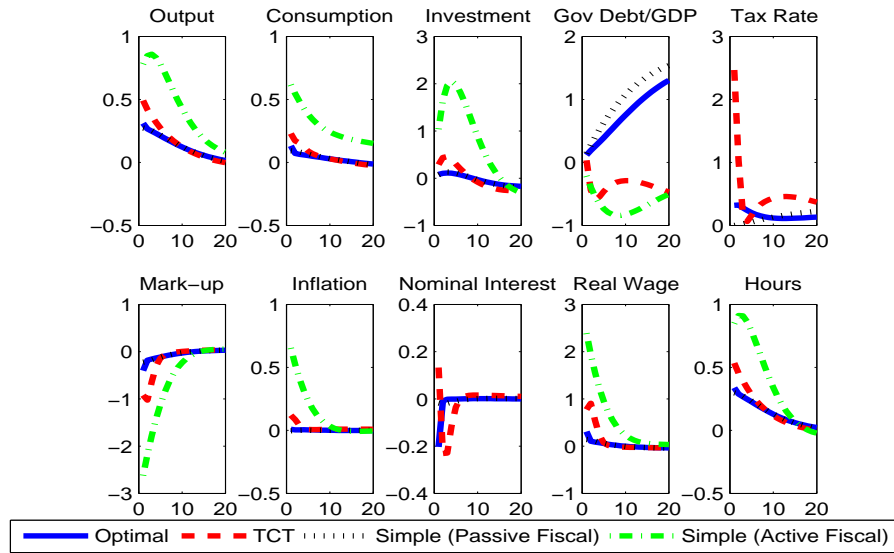 Output Consumption Investment Gov Debt/GDP Tax Rate
1 1 3 2 4
0.5 0.5 2 1 3
1 2
0 0 0 0 1
−0.5 −0.5 −1 −1 0
0 10 20 0 10 20 0 10 20 0 10 20 0 10 20
Mark−up Inflation Nominal Interest Real Wage Hours
1 1 0.4 3 1
0 0.2 2
0.5 0.5
−1 0 1
0 0
−2 −0.2 0
−3 −0.5 −0.4 −1 −0.5
0 10 20 0 10 20 0 10 20 0 10 20 0 10 20
Optimal TCT Simple (Passive Fiscal) Simple (Active Fiscal)